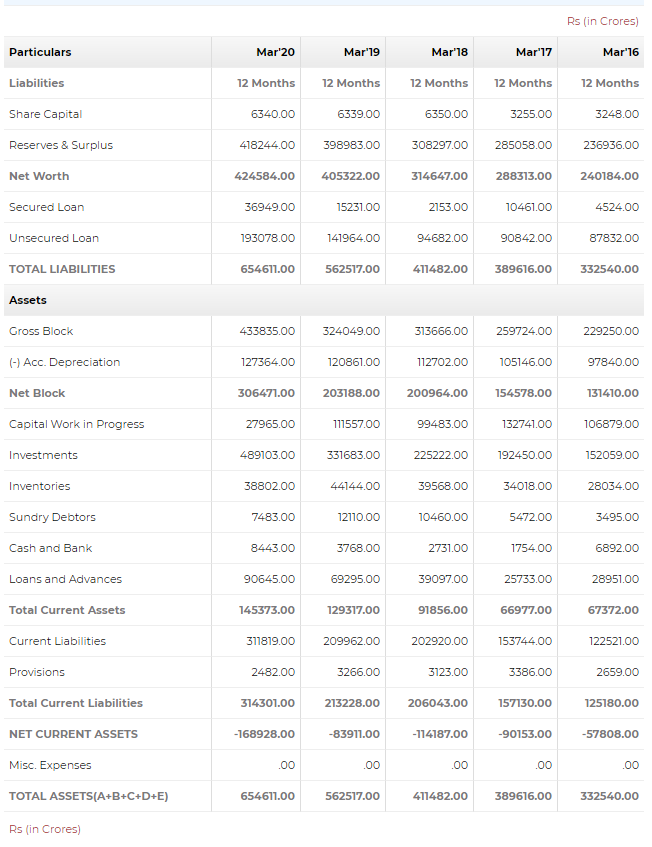 Rs (in Crores)
Particulars Mar'20 Mar'19 Mar'18 Mar'17 Mar'16
Liabilities 12 Months 12 Months 12 Months 12 Months 12 Months
Share Capital 6340.00 6339.00 6350.00 3255.00 3248.00
Reserves & Surplus 418244.00 398983.00 308297.00 285058.00 236936.00
Net Worth 424584.00 405322.00 314647.00 288313.00 240184.00
Secured Loan 36949.00 15231.00 2153.00 10461.00 4524.00
Unsecured Loan 193078.00 141964.00 94682.00 90842.00 87832.00
TOTAL LIABILITIES 654611.00 562517.00 411482.00 389616.00 332540.00
Assets
Gross Block 433835.00 324049.00 313666.00 259724.00 229250.00
(-) Acc. Depreciation 127364.00 120861.00 112702.00 105146.00 97840.00
Net Block 306471.00 203188.00 200964.00 154578.00 131410.00
Capital Work in Progress 27965.00 111557.00 99483.00 132741.00 106879.00
Investments 489103.00 331683.00 225222.00 192450.00 152059.00
Inventories 38802.00 44144.00 39568.00 34018.00 28034.00
Sundry Debtors 7483.00 12110.00 10460.00 5472.00 3495.00
Cash and Bank 8443.00 3768.00 2731.00 1754.00 6892.00
Loans and Advances 90645.00 69295.00 39097.00 25733.00 28951.00
Total Current Assets 145373.00 129317.00 91856.00 66977.00 67372.00
Current Liabilities 311819.00 209962.00 202920.00 153744.00 122521.00
Provisions 2482.00 3266.00 3123.00 3386.00 2659.00
Total Current Liabilities 314301.00 213228.00 206043.00 157130.00 125180.00
NET CURRENT ASSETS -168928.00 -83911.00 -114187.00 -90153.00 -57808.00
Misc. Expenses .00 .00 .00 .00 .00
TOTAL ASSETS(A+B+C+D+E) 654611.00 562517.00 411482.00 389616.00 332540.00
Rs (in Crores)